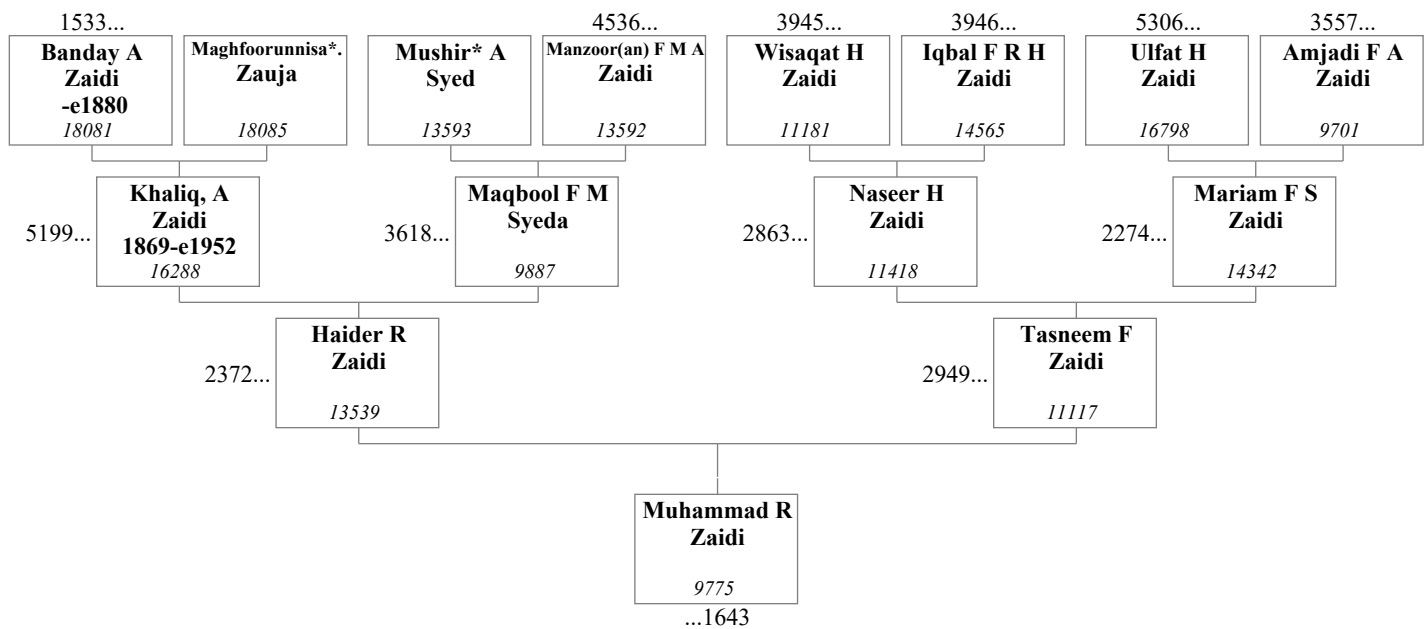 1533...
4536...
3945...
3946...
5306...
3557...
Banday A
Zaidi
-e1880
18081
Maghfoorunnisa*.
Zauja
18085
Mushir* A
Syed
13593
Manzoor(an) F M A
Zaidi
13592
Wisaqat H
Zaidi
11181
Iqbal F R H
Zaidi
14565
Ulfat H
Zaidi
16798
Amjadi F A
Zaidi
9701
5199...
Khaliq, A
Zaidi
1869-e1952
16288
3618...
Maqbool F M
Syeda
9887
2863...
Naseer H
Zaidi
11418
2274...
Mariam F S
Zaidi
14342
2372...
Haider R
Zaidi
13539
2949...
Tasneem F
Zaidi
11117
Muhammad R
Zaidi
9775
...1643